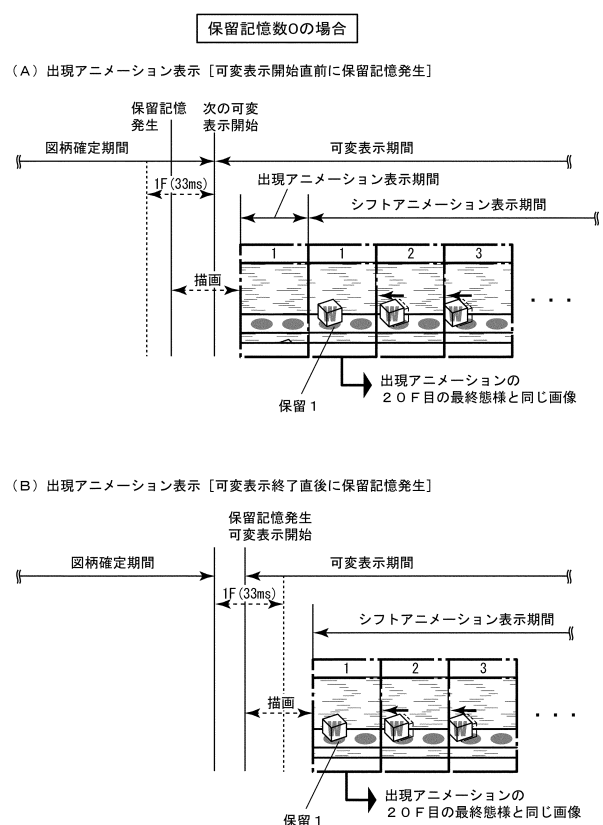 保留記憶数0の場合
(A)出現アニメーション表示[可変表示開始直前に保留記憶発生]
保留記憶
発生
次の可変
表示開始
図柄確定期間
可変表示期間
1F(33ms)
出現アニメーション表示期間
シフトアニメーション表示期間
1
1
2
3
描画
W
W
W
・・・
保留1
出現アニメーションの
20F目の最終態様と同じ画像
(B)出現アニメーション表示[可変表示終了直後に保留記憶発生]
保留記憶発生
可変表示開始
図柄確定期間
可変表示期間
1F(33ms)
シフトアニメーション表示期間
1
2
3
描画
W
W
W
・・・
保留1
出現アニメーションの
20F目の最終態様と同じ画像